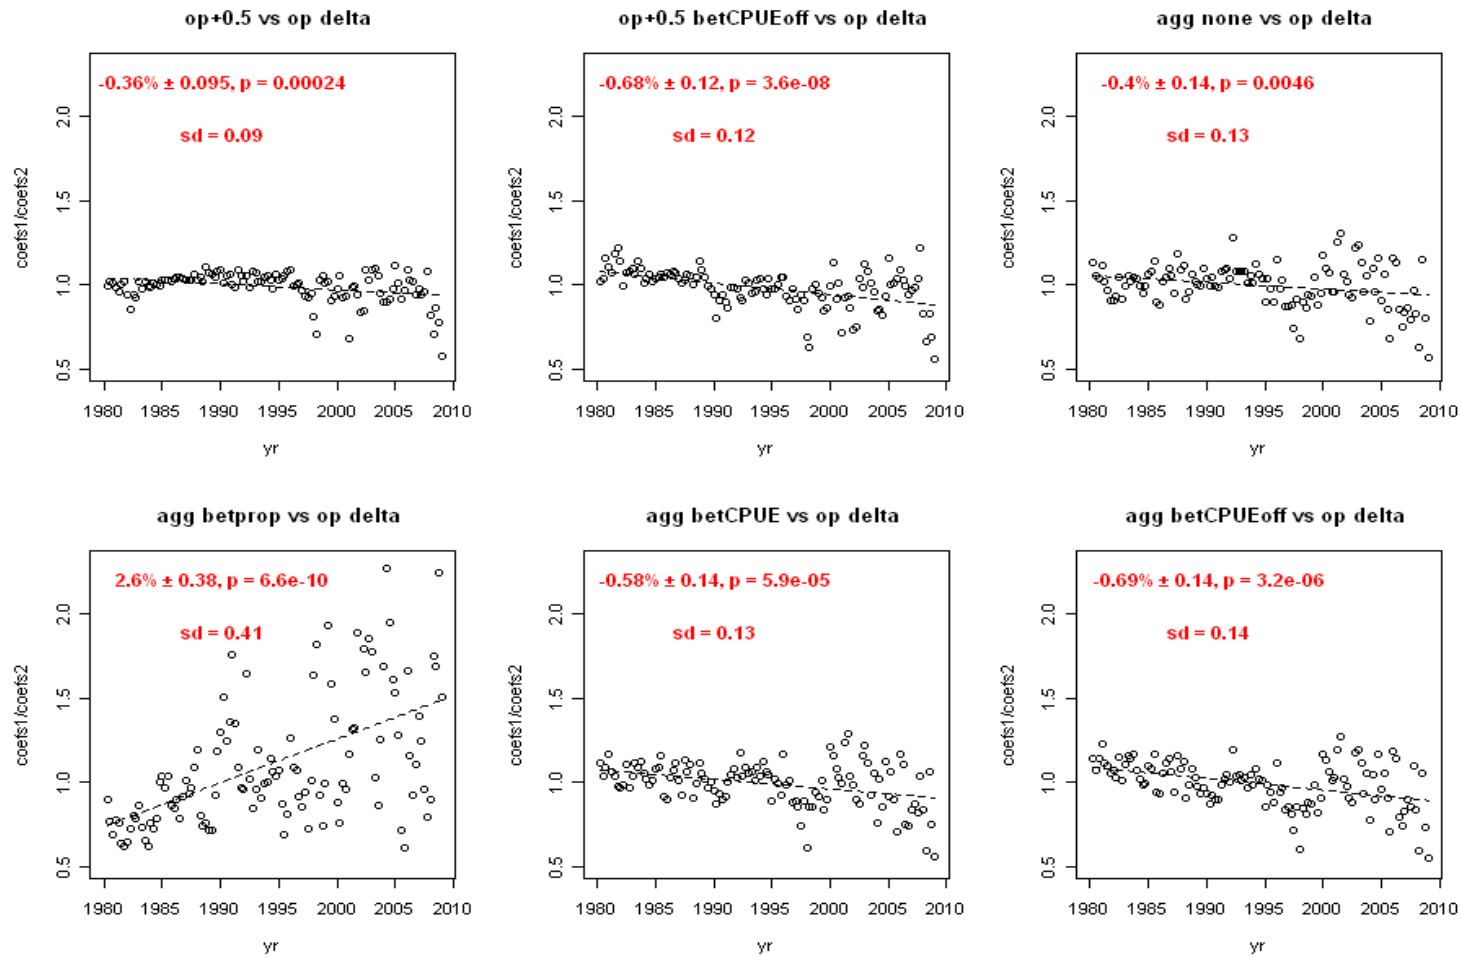 op+0.5 vs op delta
-0.36% ± 0.095, p = 0.00024
sd = 0.09
coefs1/coefs2
2.0
1.5
1.0
0.5
1980 1985 1990 1995 2000 2005 2010
yr
op+0.5 betCPUEoff vs op delta
-0.68% ± 0.12, p = 3.6e-08
sd = 0.12
coefs1/coefs2
2.0
1.5
1.0
0.5
1980 1985 1990 1995 2000 2005 2010
yr
agg none vs op delta
-0.4% ± 0.14, p = 0.0046
sd = 0.13
coefs1/coefs2
2.0
1.5
1.0
0.5
1980 1985 1990 1995 2000 2005 2010
yr
agg betprop vs op delta
2.6% ± 0.38, p = 6.6e-10
sd = 0.41
coefs1/coefs2
2.0
1.5
1.0
0.5
1980 1985 1990 1995 2000 2005 2010
yr
agg betCPUE vs op delta
-0.58% ± 0.14, p = 5.9e-05
sd = 0.13
coefs1/coefs2
2.0
1.5
1.0
0.5
1980 1985 1990 1995 2000 2005 2010
yr
agg betCPUEoff vs op delta
-0.69% ± 0.14, p = 3.2e-06
sd = 0.14
coefs1/coefs2
2.0
1.5
1.0
0.5
1980 1985 1990 1995 2000 2005 2010
yr